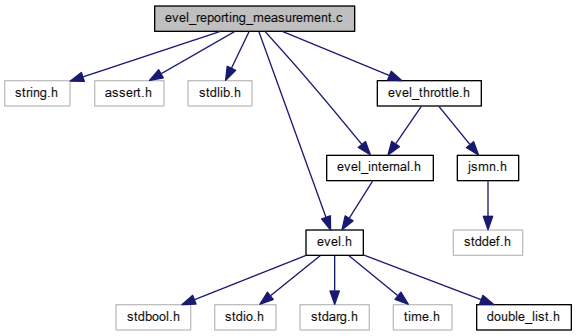 evel_reporting_measurement.c
string.h
assert.h
stdlib.h
evel_throttle.h
evel_internal.h
jsmn.h
evel.h
stddef.h
stdbool.h
stdio.h
stdarg.h
time.h
double_list.h